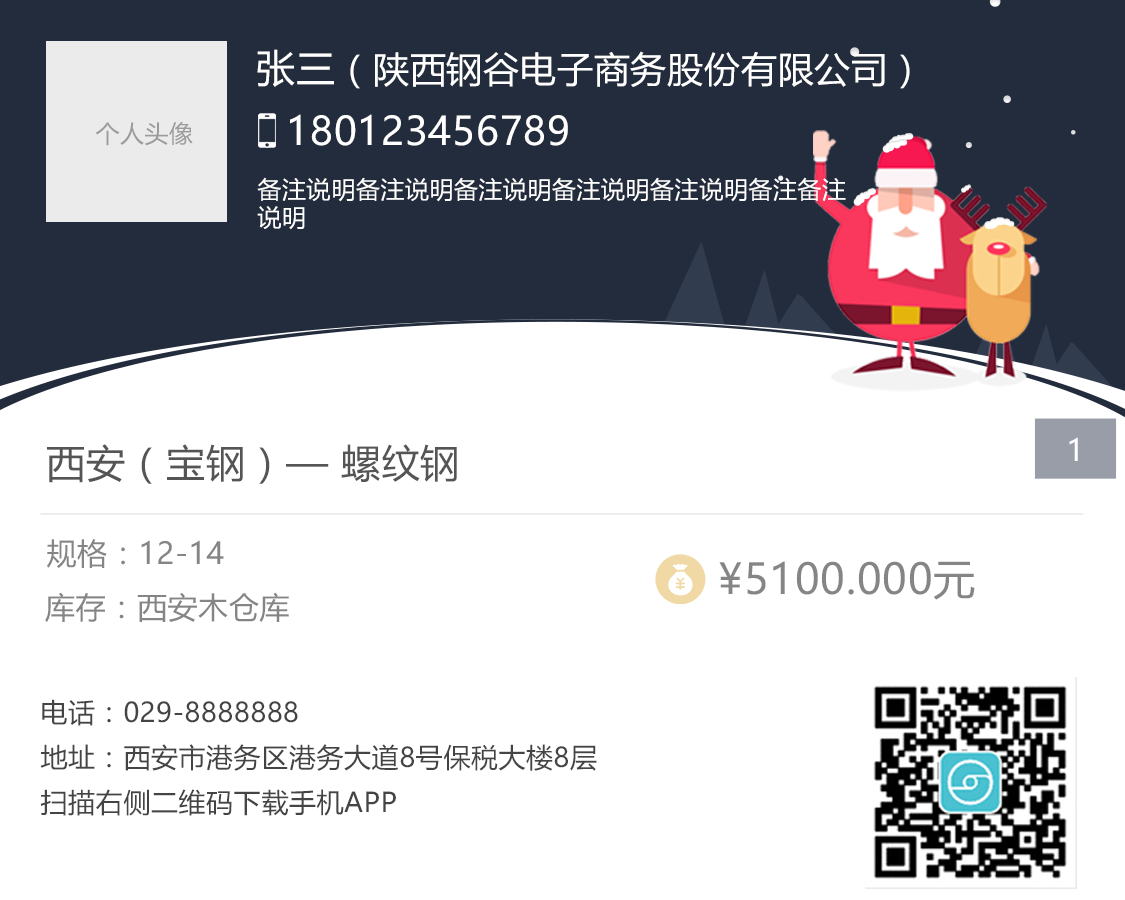 个人头像
张三（陕西钢谷电子商务股份有限公司）
180123456789
备注说明备注说明备注说明备注说明备注说明备注备注
说明
西安（宝钢）— 螺纹钢
1
规格：12-14
¥5100.000元
库存：西安木仓库
电话：029-8888888
地址：西安市港务区港务大道8号保税大楼8层
扫描右侧二维码下载手机APP